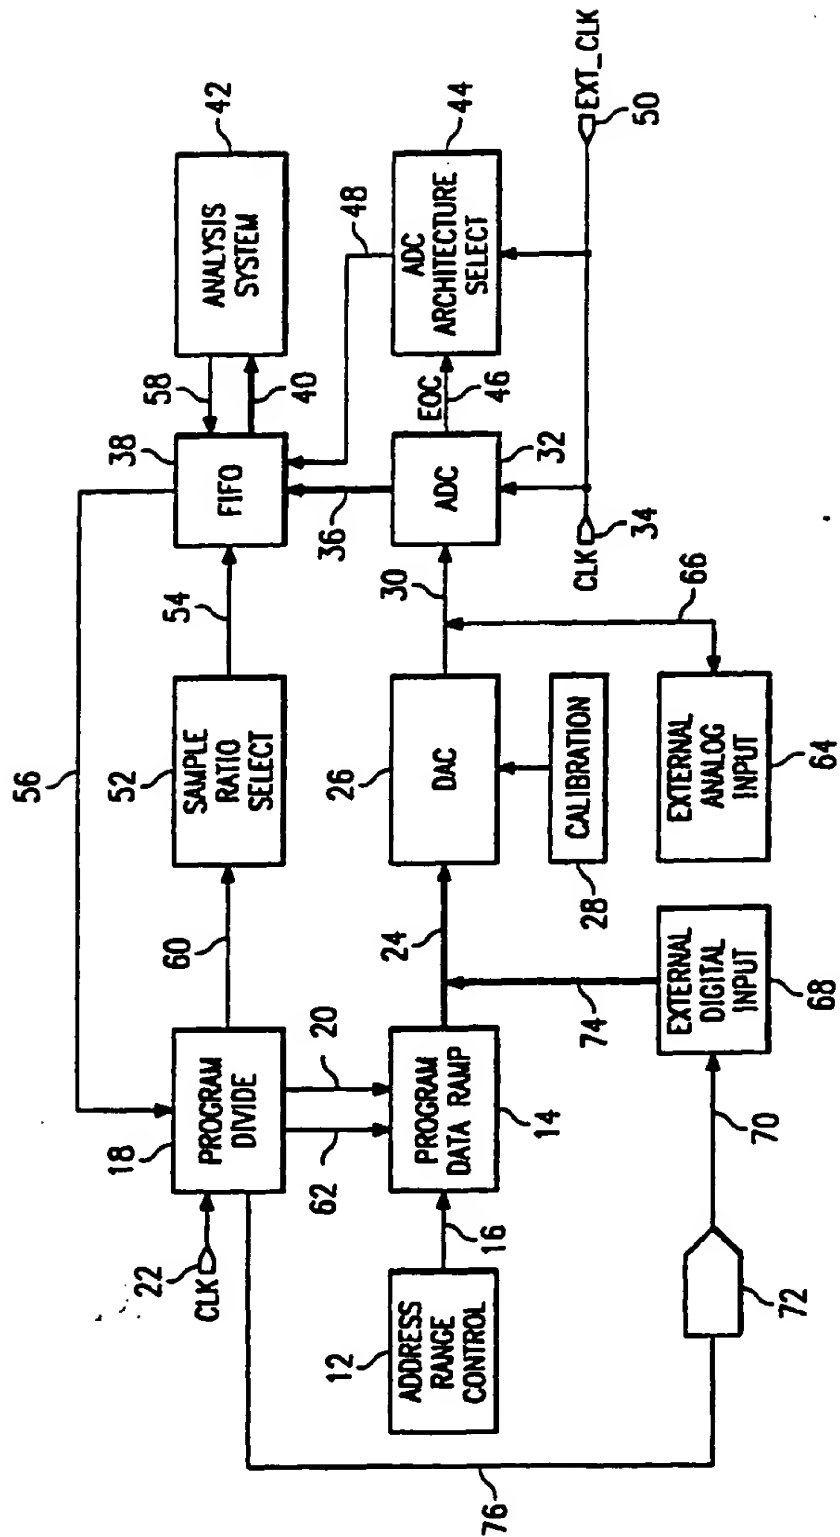 56
42
ANALYSIS
SYSTEM
58
40
38
FIFO
54
52
SAMPLE
RATIO
SELECT
60
18
PROGRAM
DIVIDE
22
CLK
62
20
44
ADC
ARCHITECTURE
SELECT
48
EOC
46
36
ADC
32
30
26
DAC
24
PROGRAM
DATA RAMP
14
16
12
ADDRESS
RANGE
CONTROL
EXT_CLK
50
CLK
34
66
CALIBRATION
28
EXTERNAL
ANALOG
INPUT
64
EXTERNAL
DIGITAL
INPUT
68
74
70
72
76